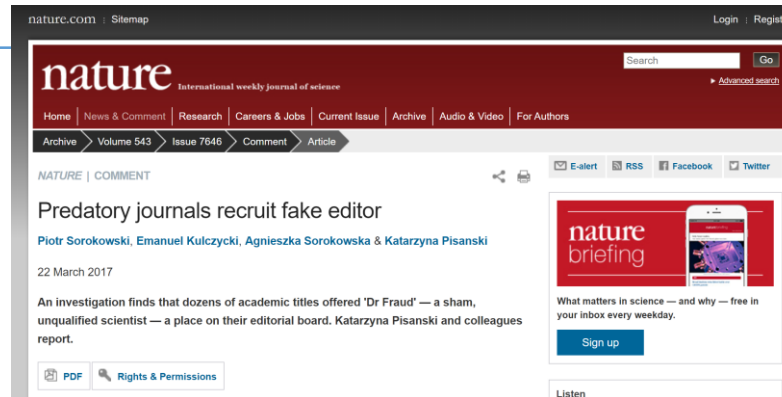 nature.com Sitemap Login Regist
Search Go
nature International weekly journal of science
Advanced search
Home News & Comment Research Careers & Jobs Current Issue Archive Audio & Video For Authors
Archive Volume 543 Issue 7646 Comment Article
E-alert RSS Facebook Twitter
NATURE | COMMENT
Predatory journals recruit fake editor
Piotr Sorokowski, Emanuel Kulczycki, Agnieszka Sorokowska & Katarzyna Pisanski
22 March 2017
An investigation finds that dozens of academic titles offered 'Dr Fraud' — a sham,
unqualified scientist — a place on their editorial board. Katarzyna Pisanski and colleagues
report.
PDF Rights & Permissions
nature
briefing
What matters in science — and why — free in
your inbox every weekday.
Sign up
Listen